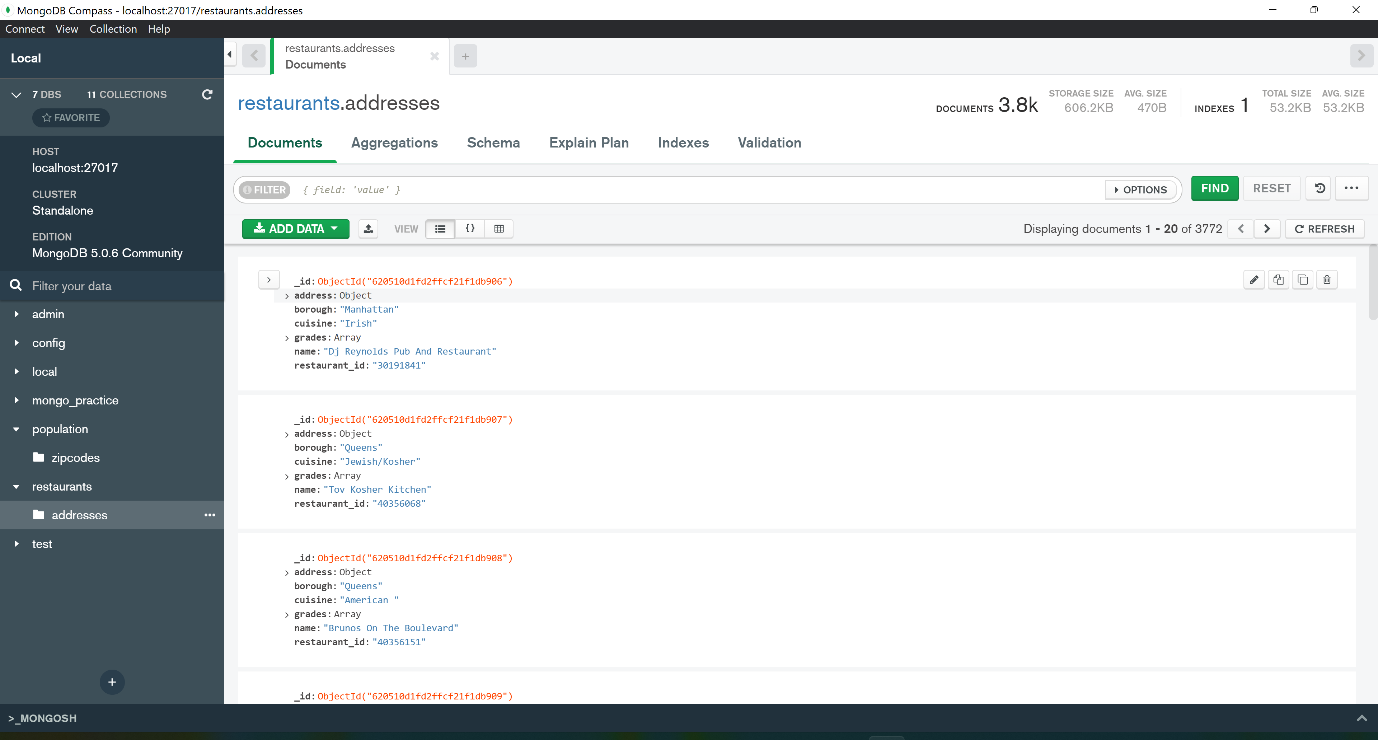 MongoDB Compass - localhost:27017/restaurants.addresses
Connect View Collection Help
Local
7 DBS 11 COLLECTIONS
FAVORITE
HOST
localhost:27017
CLUSTER
Standalone
EDITION
MongoDB 5.0.6 Community
Filter your data
admin
config
local
mongo_practice
population
zipcodes
restaurants
addresses
test
restaurants.addresses
Documents
restaurants.addresses
DOCUMENTS 3.8k
STORAGE SIZE
606.2KB
AVG. SIZE
470B
INDEXES 1
TOTAL SIZE
53.2KB
AVG. SIZE
53.2KB
Documents Aggregations Schema Explain Plan Indexes Validation
FILTER { field: 'value' } OPTIONS FIND RESET
ADD DATA VIEW {} Displaying documents 1 - 20 of 3772 REFRESH
_id: ObjectId("620510d1fd2ffcf21f1db906")
address: Object
borough: "Manhattan"
cuisine: "Irish"
grades: Array
name: "Dj Reynolds Pub And Restaurant"
restaurant_id: "30191841"
_id: ObjectId("620510d1fd2ffcf21f1db907")
address: Object
borough: "Queens"
cuisine: "Jewish/Kosher"
grades: Array
name: "Tov Kosher Kitchen"
restaurant_id: "40356068"
_id: ObjectId("620510d1fd2ffcf21f1db908")
address: Object
borough: "Queens"
cuisine: "American "
grades: Array
name: "Brunos On The Boulevard"
restaurant_id: "40356151"
_id: ObjectId("620510d1fd2ffcf21f1db909")
>_MONGOSH